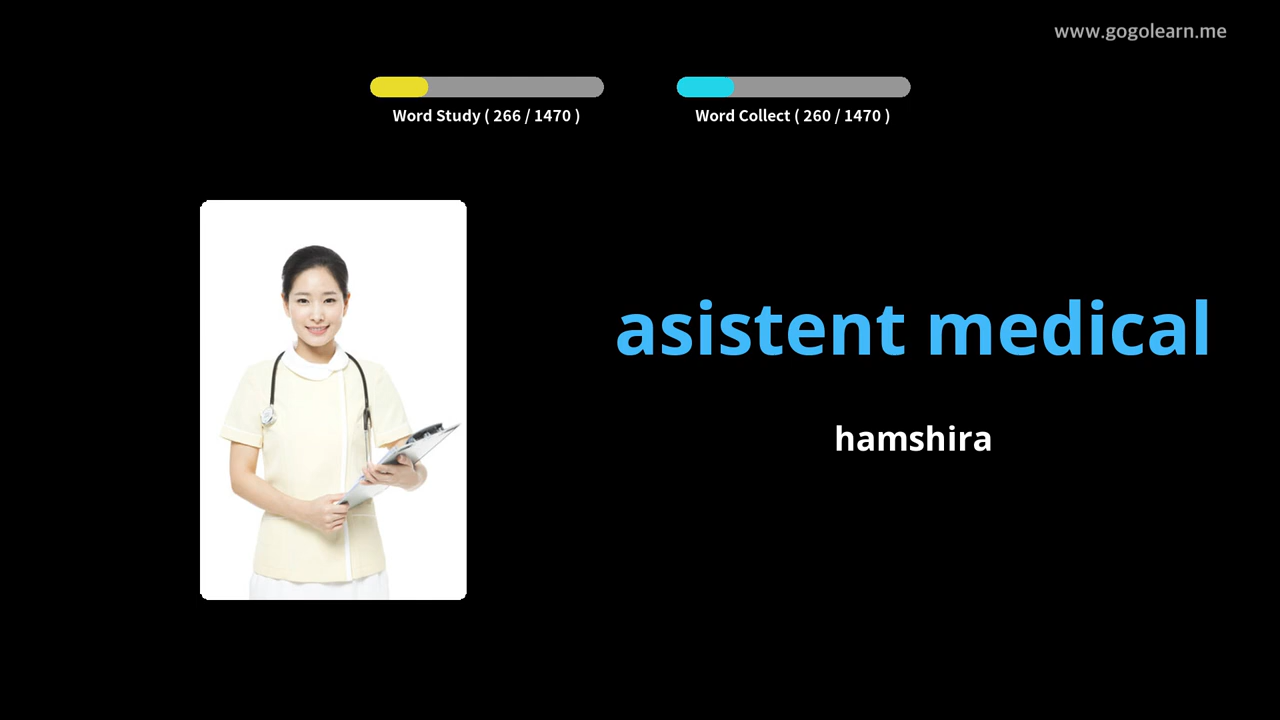 www.gogolearn.me
Word Study ( 266 / 1470 )
Word Collect ( 260 / 1470 )
asistent medical
hamshira